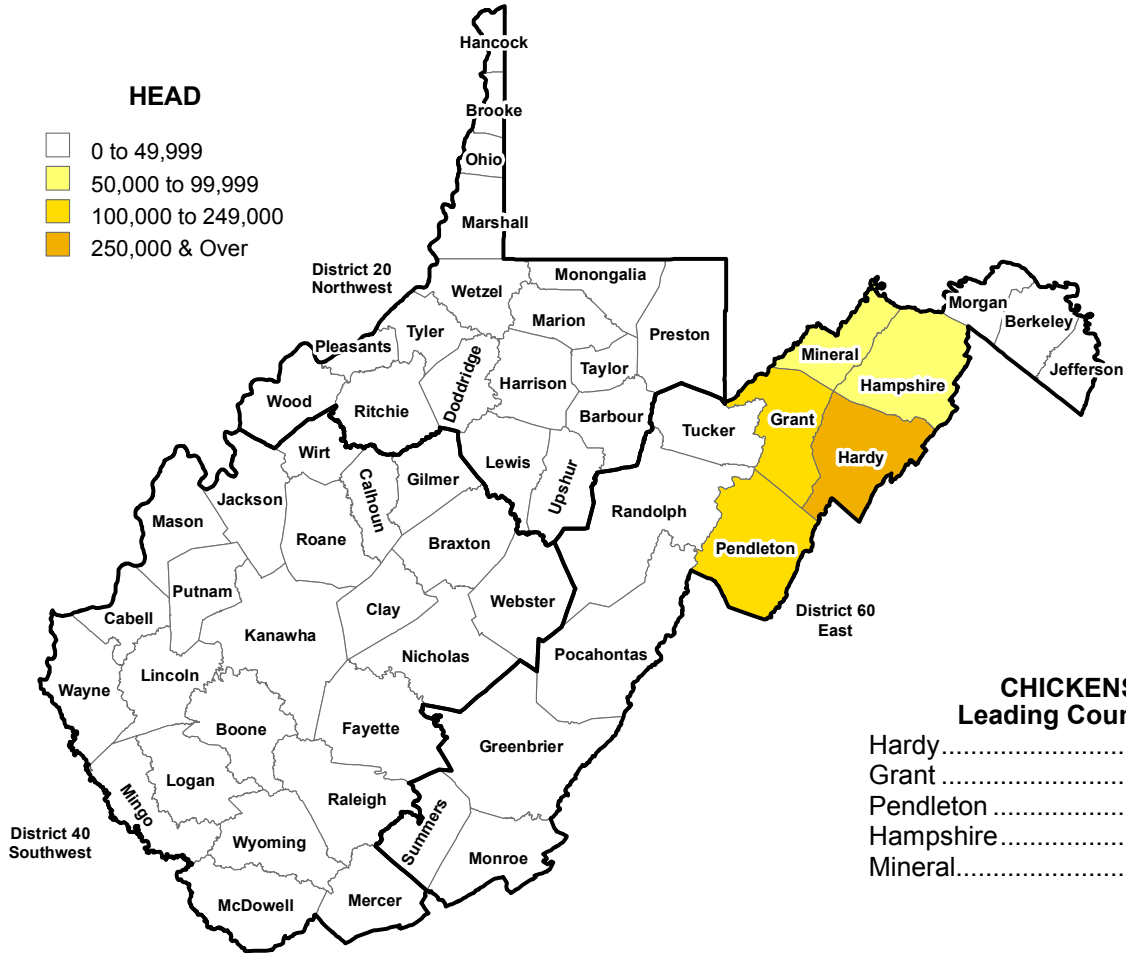 Hancock
HEAD
Brooke
0 to 49,999
Ohio
50,000 to 99,999
100,000 to 249,000
Marshall
250,000 & Over
District 20
Northwest
Monongalia
Wetzel
Morgan
Marion
Berkeley
Tyler
Preston
Pleasants
Mineral
Taylor
Jefferson
Doddridge
Harrison
Hampshire
Wood
Ritchie
Barbour
Grant
Tucker
Wirt
Hardy
Lewis
Gilmer
Upshur
Calhoun
Jackson
Randolph
Mason
Roane
Braxton
Pendleton
Putnam
Webster
Clay
District 60
East
Cabell
Kanawha
Nicholas
Pocahontas
Lincoln
Wayne
CHICKENS
Leading Coun
Boone
Fayette
Greenbrier
Hardy............................
Grant ............................
Logan
Raleigh
Mingo
Pendleton ......................
Summers
District 40
Southwest
Wyoming
Hampshire.....................
Monroe
Mineral...........................
Mercer
McDowell